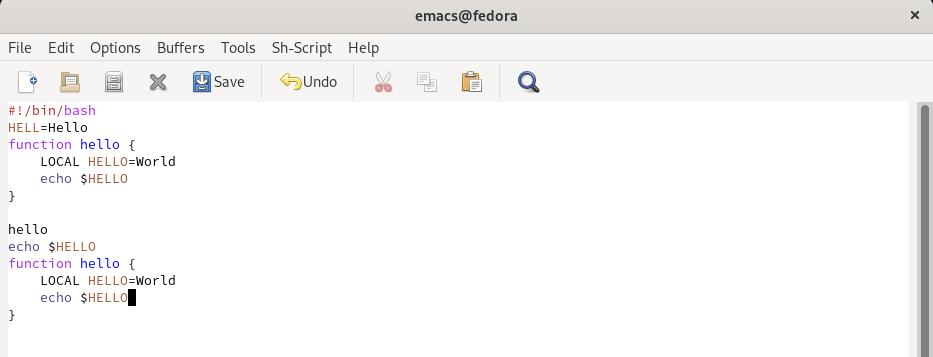 emacs@fedora ×
File Edit Options Buffers Tools Sh-Script Help
Save Undo
#!/bin/bash
HELL=Hello
function hello {
    LOCAL HELLO=World
    echo $HELLO
}

hello
echo $HELLO
function hello {
    LOCAL HELLO=World
    echo $HELLO
}